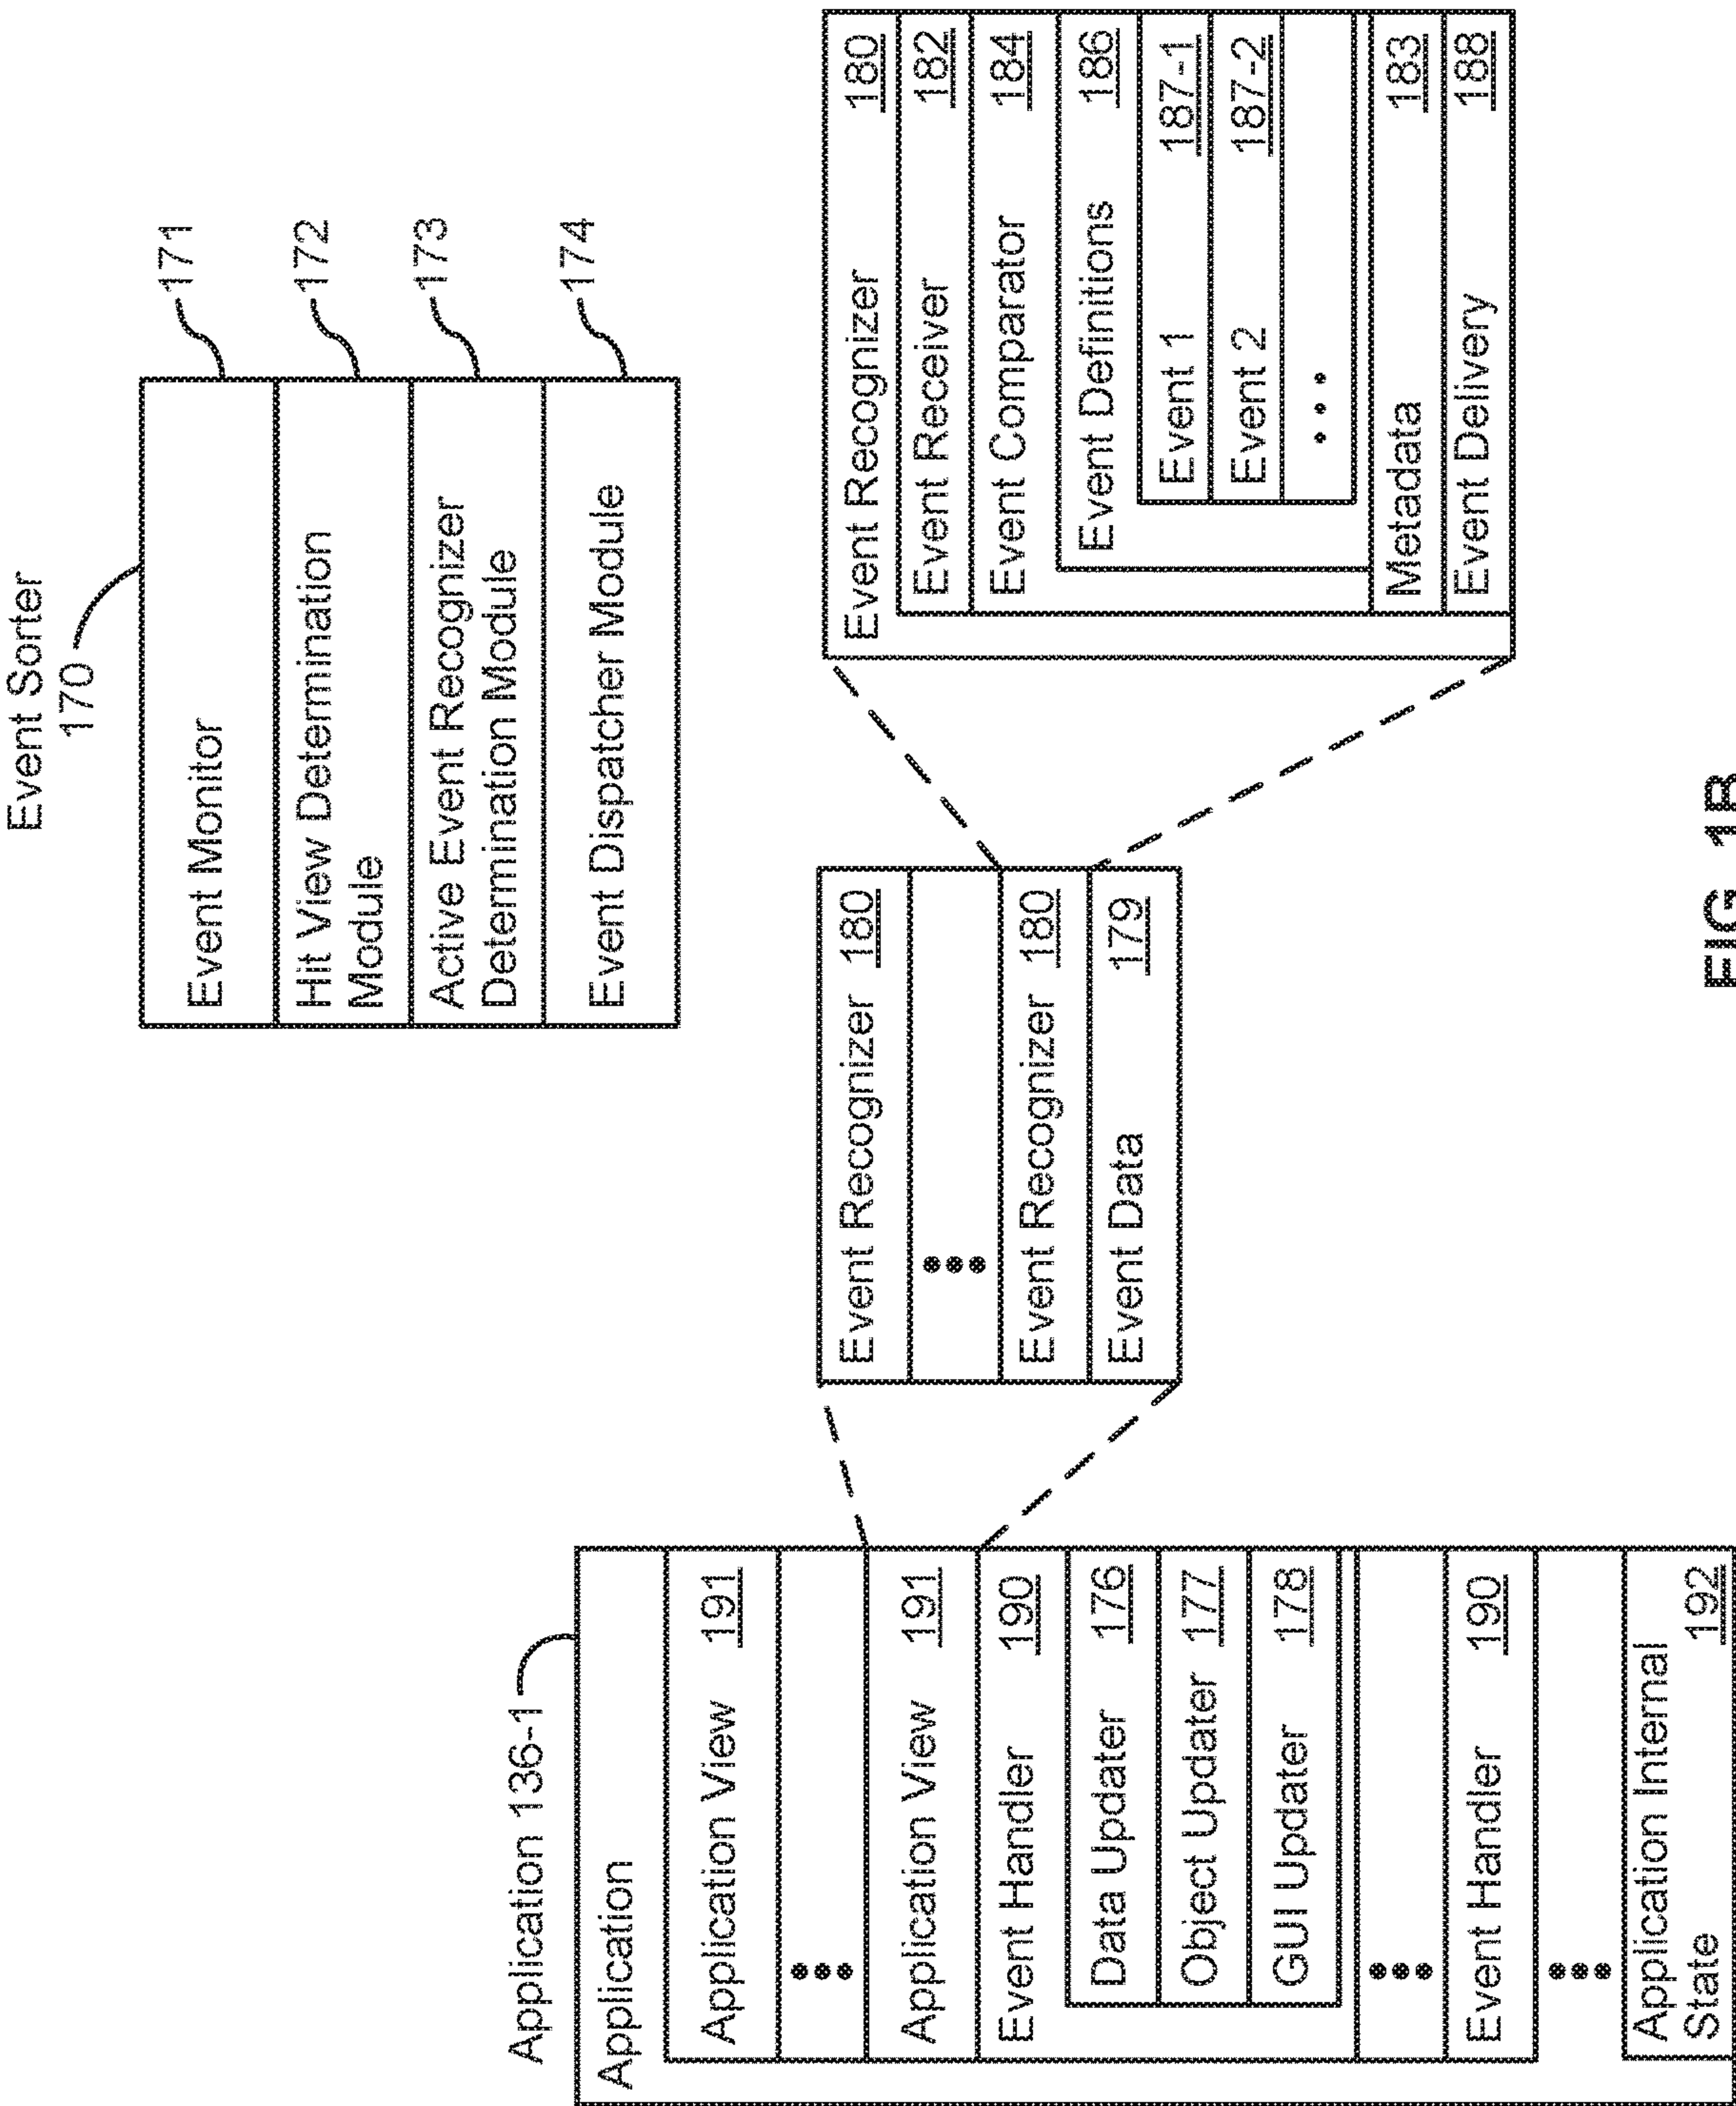 Event Sorter
170
Event Monitor
171
Hit View Determination
Module
172
Active Event Recognizer
Determination Module
173
Event Dispatcher Module
174
Application 136-1
Application
Application View 191
•••
Application View 191
Event Handler 190
Data Updater 176
Object Updater 177
GUI Updater 178
•••
Event Handler 190
•••
Application Internal
State 192
Event Recognizer 180
•••
Event Recognizer 180
Event Data 179
Event Recognizer 180
Event Receiver 182
Event Comparator 184
Event Definitions 186
Event 1 187-1
Event 2 187-2
•••
Metadata 183
Event Delivery 188
FIG. 1B